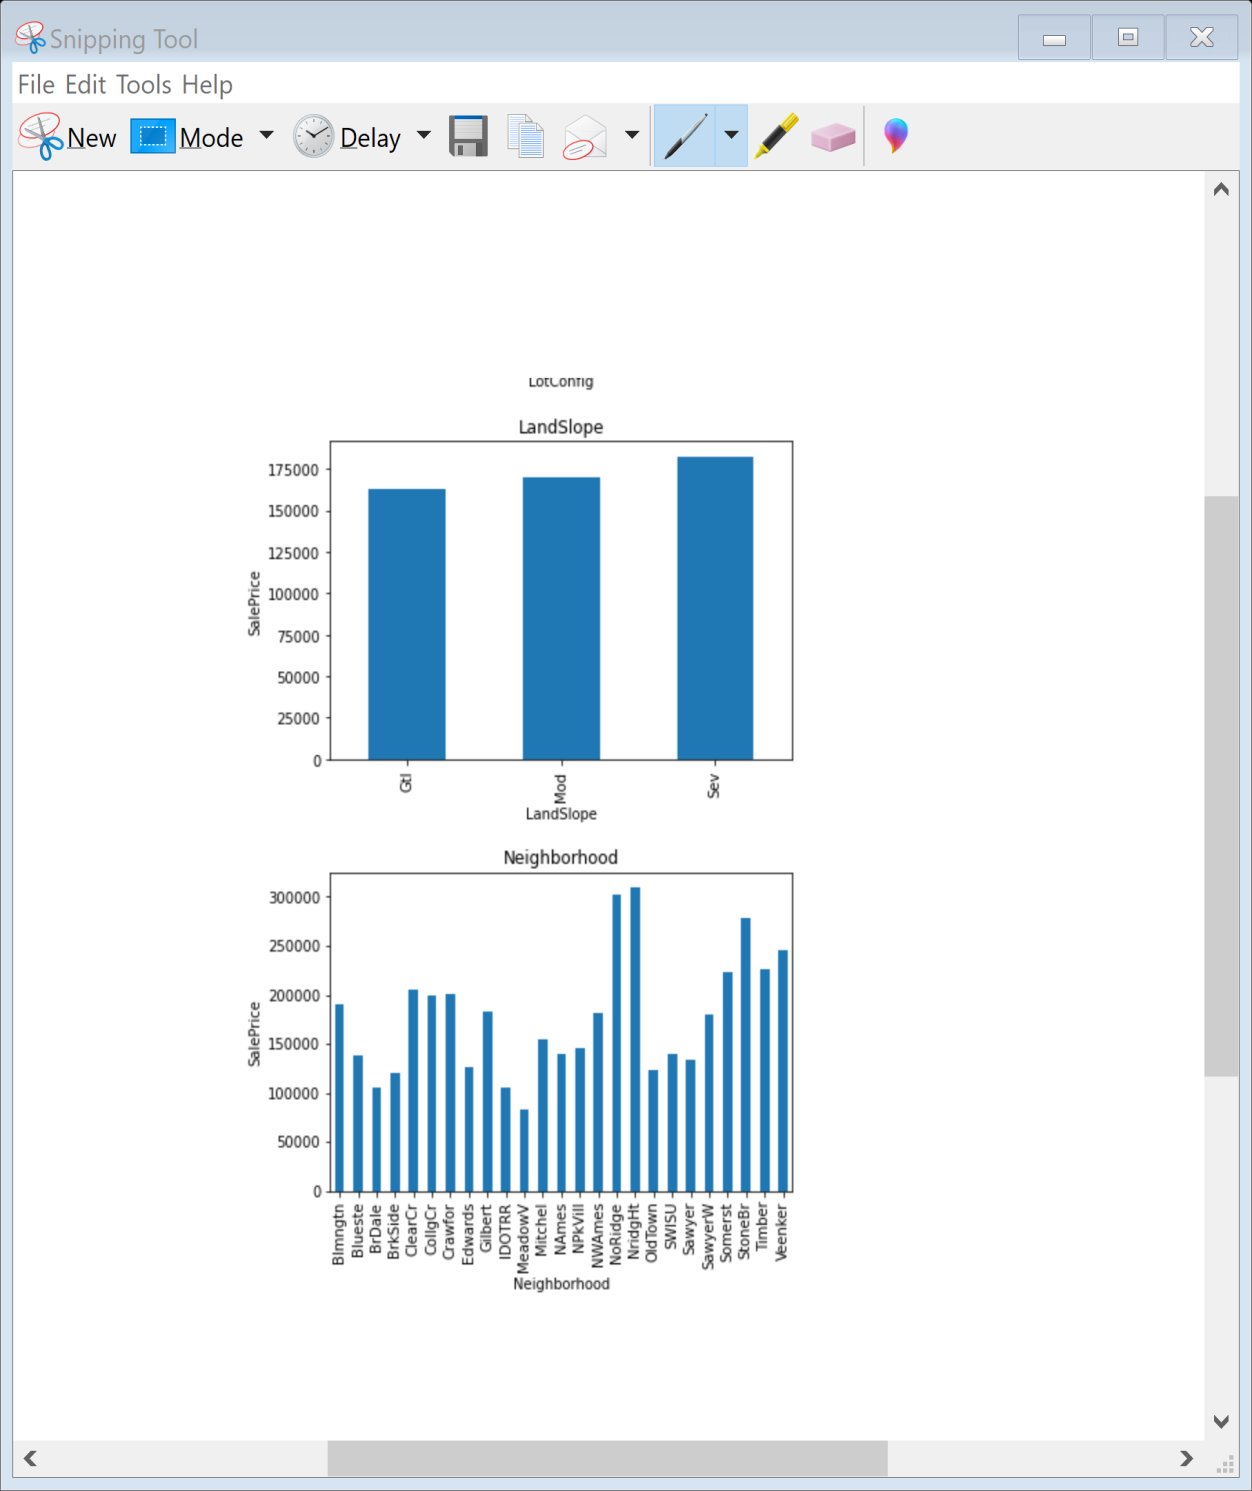 Snipping Tool
File Edit Tools Help
New Mode Delay
LotConfig
LandSlope
175000
150000
125000
100000
75000
50000
25000
0
SalePrice
Gtl Mod Sev
LandSlope
Neighborhood
300000
250000
200000
150000
100000
50000
0
SalePrice
Blmngtn Blueste BrDale BrkSide ClearCr CollgCr Crawfor Edwards Gilbert IDOTRR MeadowV Mitchel NAmes NPkVill NWAmes NoRidge NridgHt OldTown SWISU Sawyer SawyerW Somerst StoneBr Timber Veenker
Neighborhood